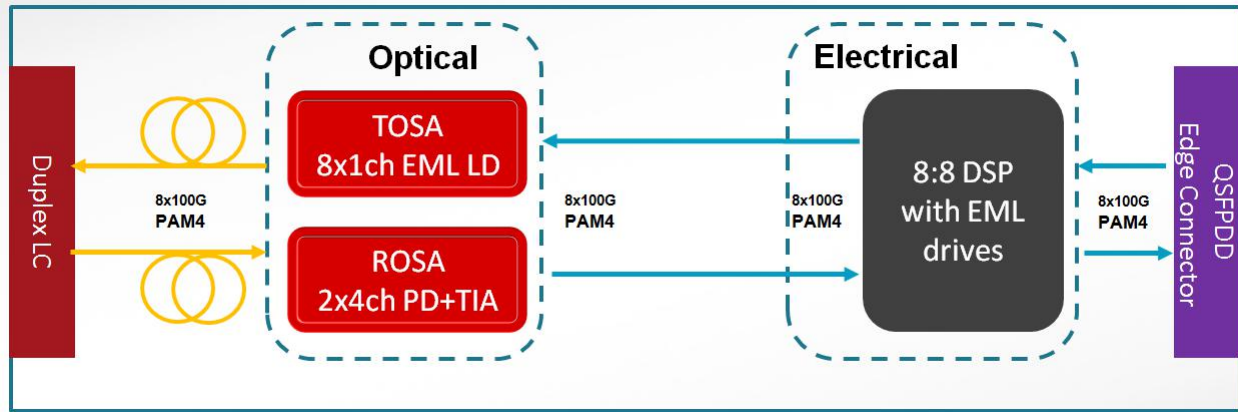 Optical
Electrical
Duplex LC
TOSA
8x1ch EML LD
ROSA
2x4ch PD+TIA
8x100G
PAM4
8x100G
PAM4
8x100G
PAM4
8:8 DSP
with EML
drives
8x100G
PAM4
QSFPDD
Edge Connector